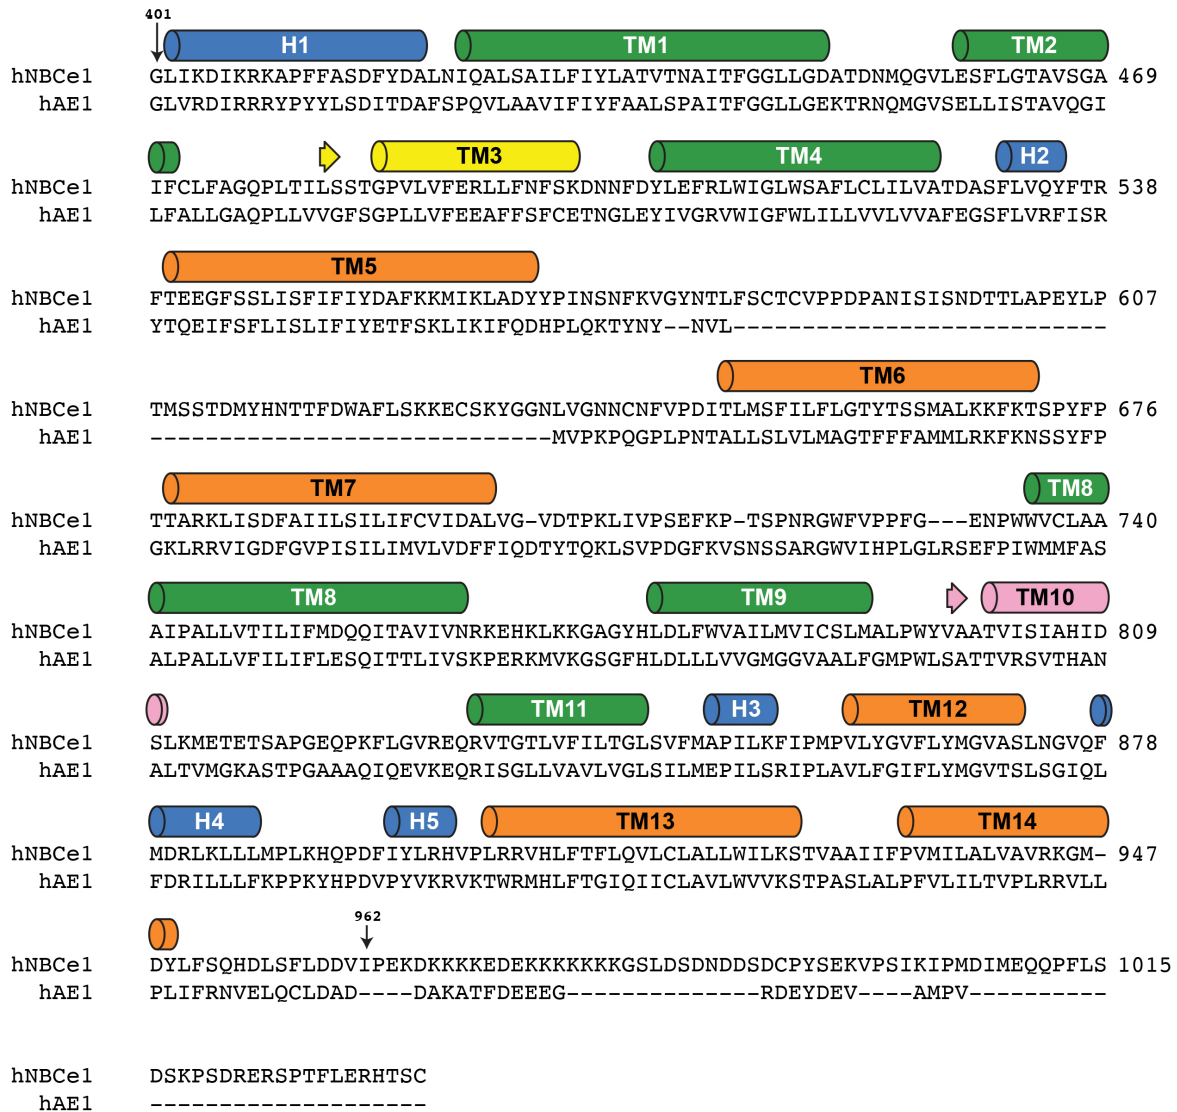 401
H1 TM1 TM2
hNBCe1 GLIKDIKRKAPFFASDFYDALNIQALSAILFIYLATVTNAITFGGLLGDATDNMQGVLESFLGTAVSGA 469
hAE1 GLVRDIRRRYPYYLSDITDAFSPQVLAAVIFIYFAALSPAITFGGLLGEKTRNQMGVSELLISTAVQGI
TM3 TM4 H2
hNBCe1 IFCLFAGQPLTILSSTGPVLVFERLLFNFSKDNNFDYLEFRLWIGLWSAFLCLILVATDASFLVQYFTR 538
hAE1 LFALLGAQPLLVVGFSGPLLVFEEAFFSFCETNGLEYIVGRVWIGFWLILLVVLVVAFEGSFLVRFISR
TM5
hNBCe1 FTEEGFSSLISFIFIYDAFKKMIKLADYYPINSNFKVGYNTLFSCTCVPPDPANISISNDTTLAPEYLP 607
hAE1 YTQEIFSFLISLIFIYETFSKLIKIFQDHPLQKTYNY--NVL---------------------------
TM6
hNBCe1 TMSSTDMYHNTTFDWAFLSKKECSKYGGNLVGNNCNFVPDITLMSFILFLGTYTSSMALKKFKTSPYFP 676
hAE1 -----------------------------MVPKPQGPLPNTALLSLVLMAGTFFFAMMLRKFKNSSYFP
TM7 TM8
hNBCe1 TTARKLISDFAIILSILIFCVIDALVG-VDTPKLIVPSEFKP-TSPNRGWFVPPFG---ENPWWVCLAA 740
hAE1 GKLRRVIGDFGVPISILIMVLVDFFIQDTYTQKLSVPDGFKVSNSSARGWVIHPLGLRSEFPIWMMFAS
TM8 TM9 TM10
hNBCe1 AIPALLVTILIFMDQQITAVIVNRKEHKLKKGAGYHLDLFWVAILMVICSLMALPWYVAATVISIAHID 809
hAE1 ALPALLVFILIFLESQITTLIVSKPERKMVKGSGFHLDLLLVVGMGGVAALFGMPWLSATTVRSVTHAN
TM11 H3 TM12
hNBCe1 SLKMETETSAPGEQPKFLGVREQRVTGTLVFILTGLSVFMAPILKFIPMPVLYGVFLYMGVASLNGVQF 878
hAE1 ALTVMGKASTPGAAAQIQEVKEQRISGLLVAVLVGLSILMEPILSRIPLAVLFGIFLYMGVTSLSGIQL
H4 H5 TM13 TM14
hNBCe1 MDRLKLLLMPLKHQPDFIYLRHVPLRRVHLFTFLQVLCLALLWILKSTVAAIIFPVMILALVAVRKGM- 947
hAE1 FDRILLLFKPPKYHPDVPYVKRVKTWRMHLFTGIQIICLAVLWVVKSTPASLALPFVLILTVPLRRVLL
962
hNBCe1 DYLFSQHDLSFLDDVIPEKDKKKKEDEKKKKKKKGSLDSDNDDSDCPYSEKVPSIKIPMDIMEQQPFLS 1015
hAE1 PLIFRNVELQCLDAD----DAKATFDEEEG--------------RDEYDEV----AMPV----------
hNBCe1 DSKPSDRERSPTFLERHTSC
hAE1 --------------------